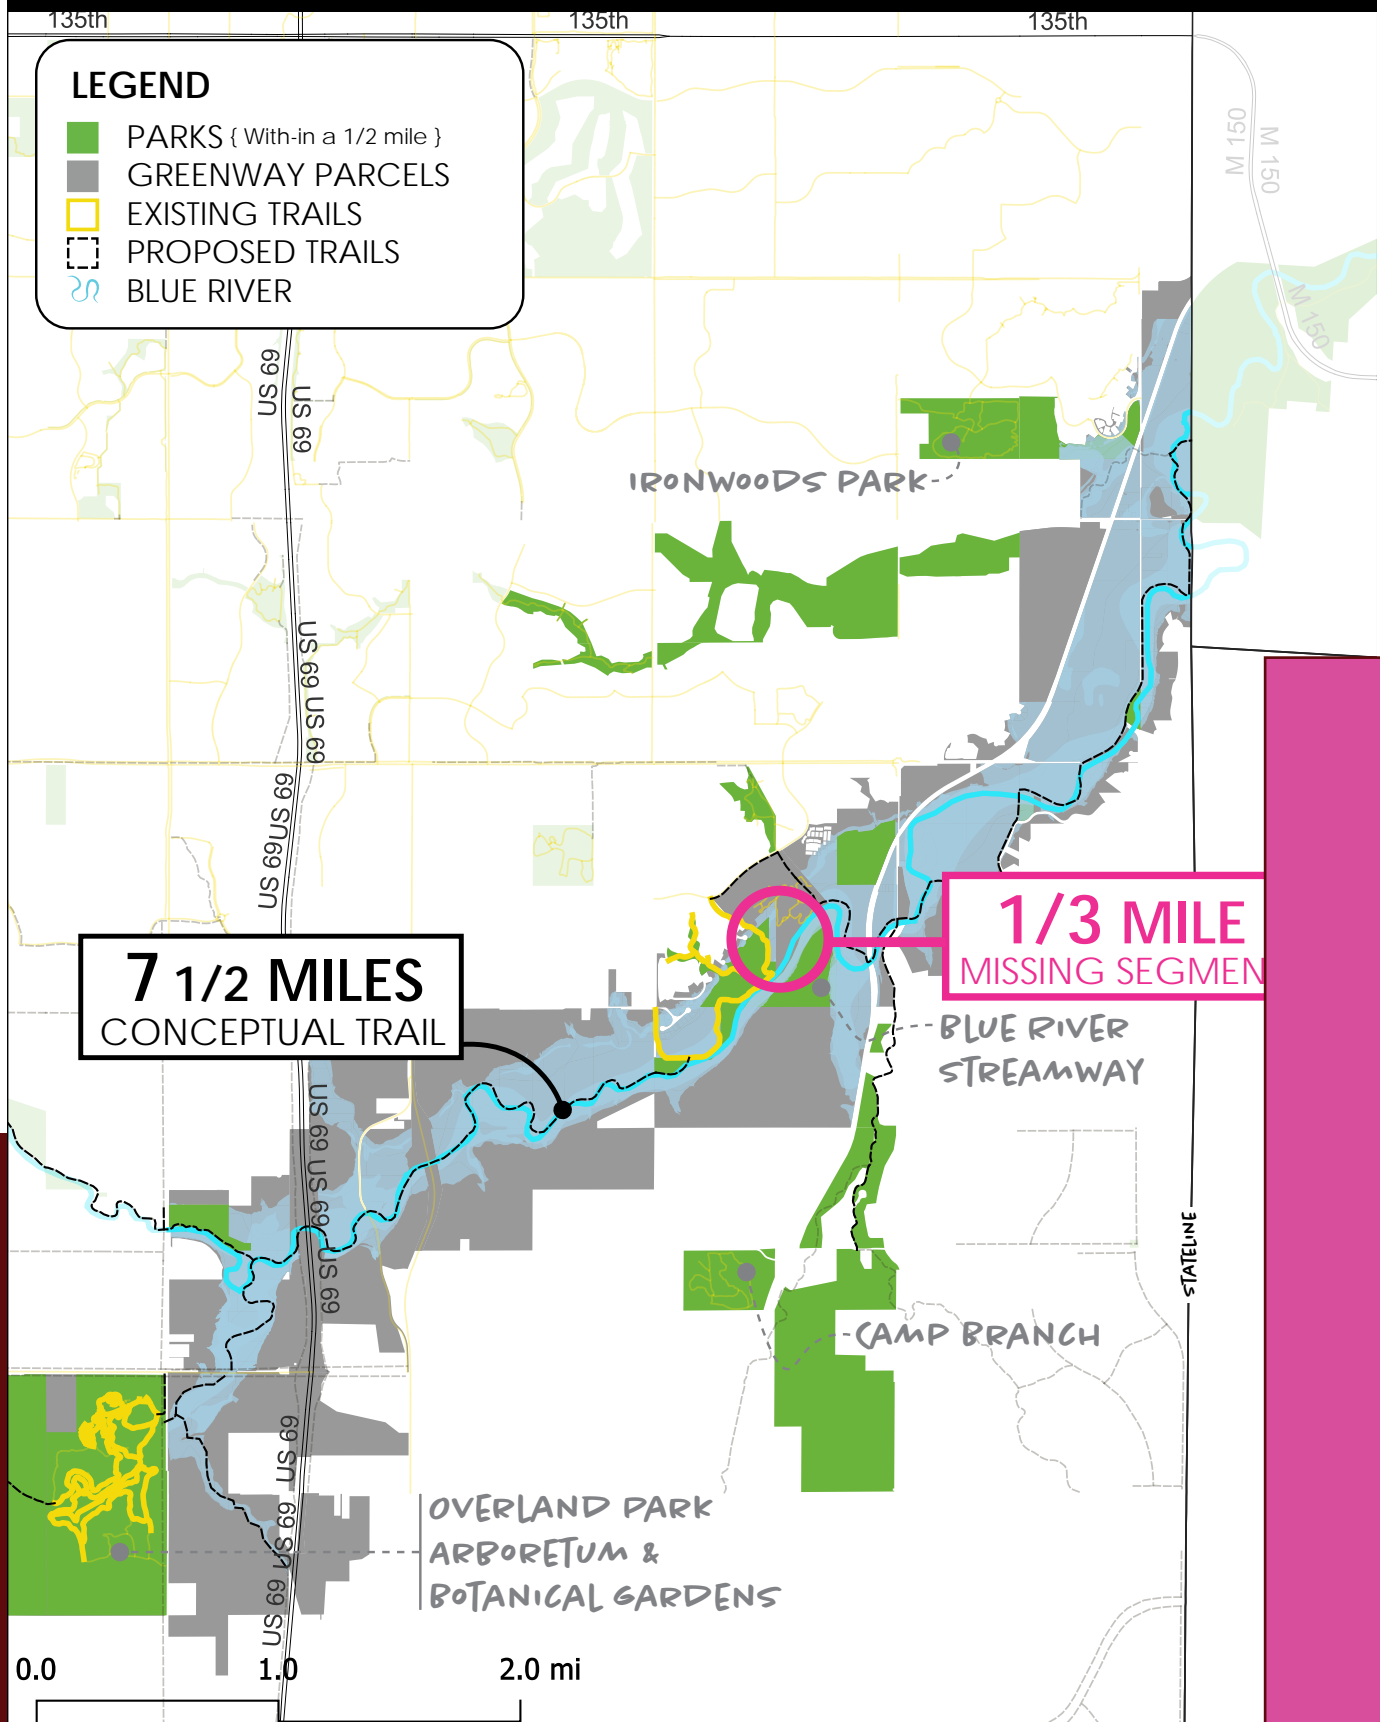 135th
135th
135th
LEGEND
PARKS { With-in a 1/2 mile }
GREENWAY PARCELS
EXISTING TRAILS
PROPOSED TRAILS
BLUE RIVER
M 150
M 150
M 150
US 69
US 69
IRONWOODS PARK
US 69 US 69
US 69 US 69
1/3 MILE
MISSING SEGMEN
7 1/2 MILES
CONCEPTUAL TRAIL
BLUE RIVER
STREAMWAY
US 69 US 69 US 69
STATELINE
CAMP BRANCH
US 69 US 69 US 69
OVERLAND PARK
ARBORETUM &
BOTANICAL GARDENS
0.0 1.0 2.0 mi